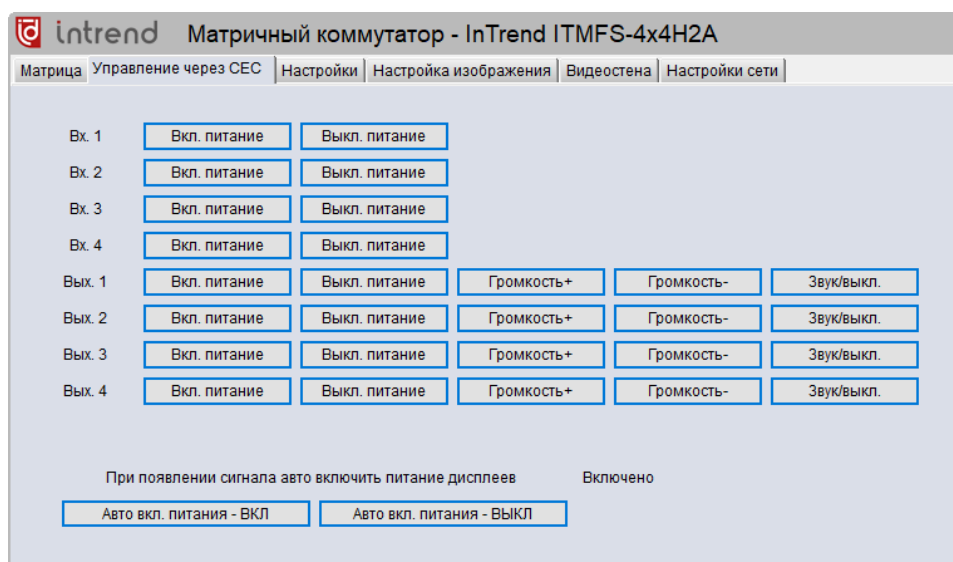 intrend Матричный коммутатор - InTrend ITMFS-4x4H2A
Матрица Управление через CEC Настройки Настройка изображения Видеостена Настройки сети
Вх. 1 Вкл. питание Выкл. питание
Вх. 2 Вкл. питание Выкл. питание
Вх. 3 Вкл. питание Выкл. питание
Вх. 4 Вкл. питание Выкл. питание
Вых. 1 Вкл. питание Выкл. питание Громкость+ Громкость- Звук/выкл.
Вых. 2 Вкл. питание Выкл. питание Громкость+ Громкость- Звук/выкл.
Вых. 3 Вкл. питание Выкл. питание Громкость+ Громкость- Звук/выкл.
Вых. 4 Вкл. питание Выкл. питание Громкость+ Громкость- Звук/выкл.
При появлении сигнала авто включить питание дисплеев Включено
Авто вкл. питания - ВКЛ Авто вкл. питания - ВЫКЛ